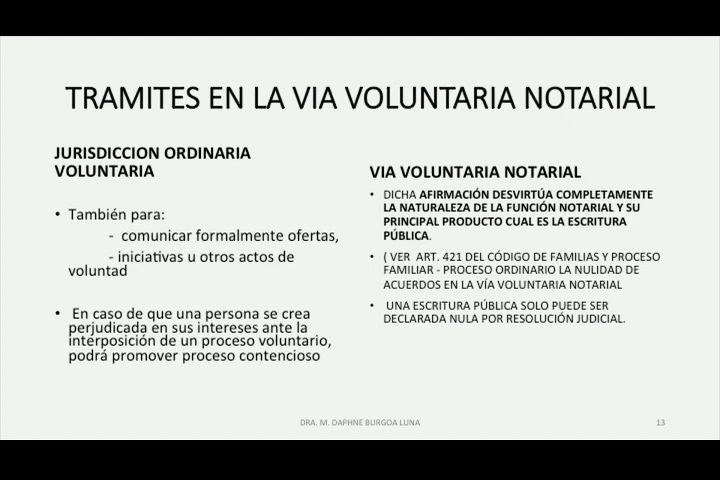 TRAMITES EN LA VIA VOLUNTARIA NOTARIAL
JURISDICCION ORDINARIA
VOLUNTARIA
• También para:
- comunicar formalmente ofertas,
- iniciativas u otros actos de
voluntad
• En caso de que una persona se crea
perjudicada en sus intereses ante la
interposición de un proceso voluntario,
podrá promover proceso contencioso
VIA VOLUNTARIA NOTARIAL
• DICHA AFIRMACIÓN DESVIRTÚA COMPLETAMENTE
LA NATURALEZA DE LA FUNCIÓN NOTARIAL Y SU
PRINCIPAL PRODUCTO CUAL ES LA ESCRITURA
PÚBLICA.
• ( VER ART. 421 DEL CÓDIGO DE FAMILIAS Y PROCESO
FAMILIAR - PROCESO ORDINARIO LA NULIDAD DE
ACUERDOS EN LA VÍA VOLUNTARIA NOTARIAL
• UNA ESCRITURA PÚBLICA SOLO PUEDE SER
DECLARADA NULA POR RESOLUCIÓN JUDICIAL.
DRA. M. DAPHNE BURGOA LUNA
13